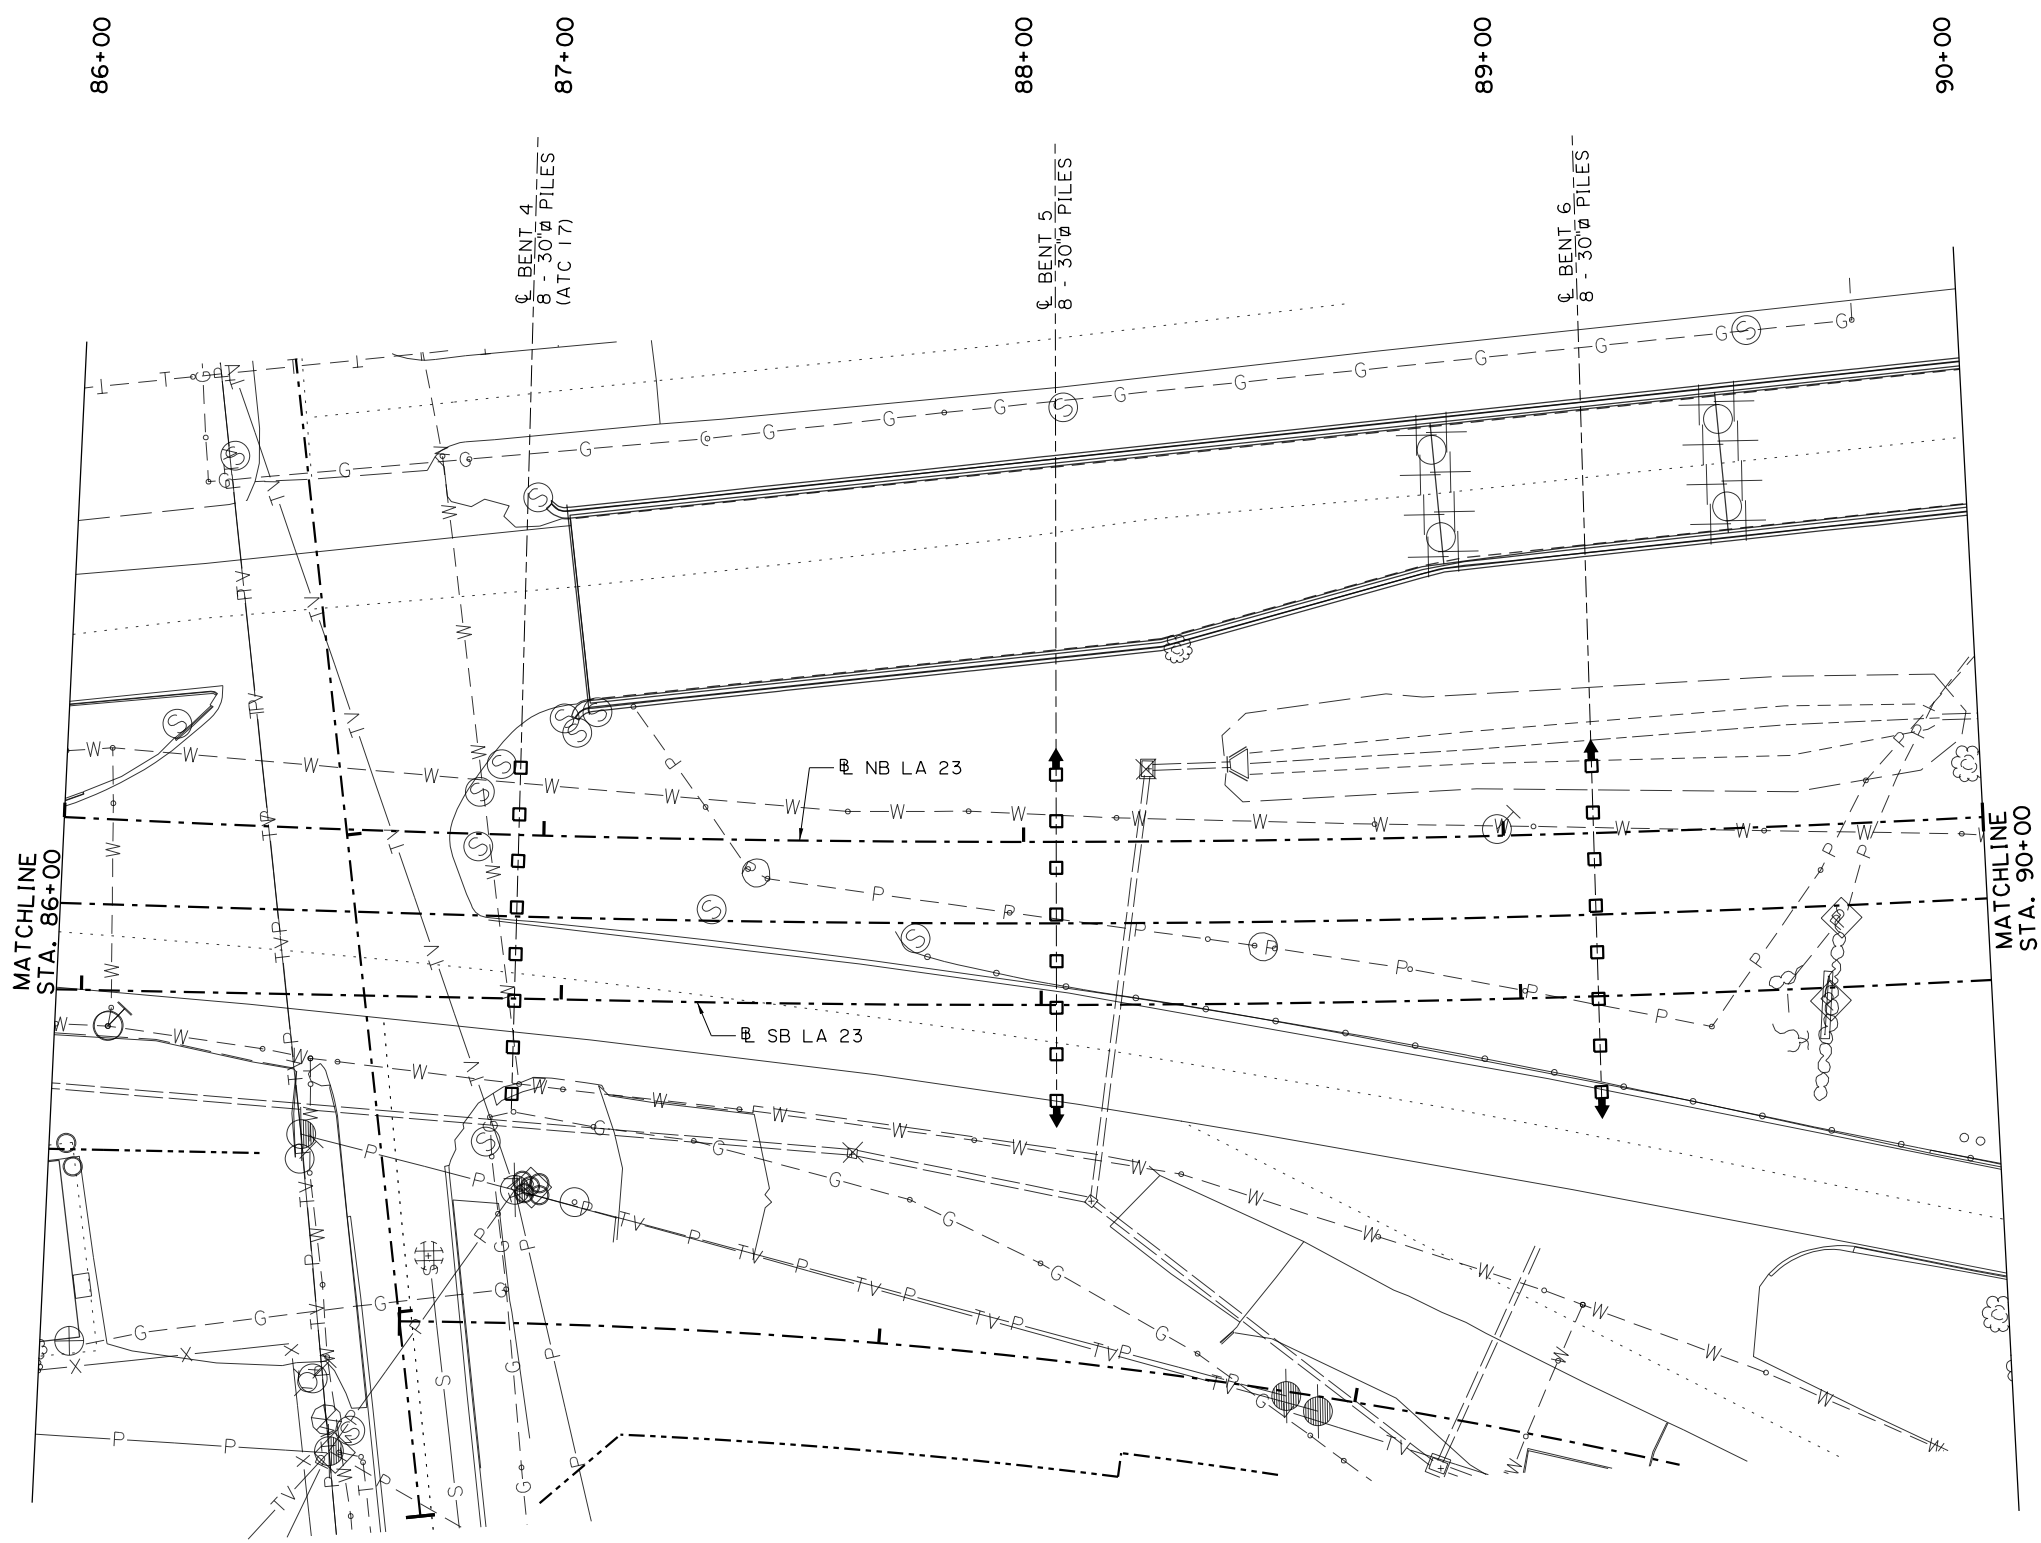 86+00
87+00
88+00
89+00
90+00
℄ BENT 4
8 - 30"⌀ PILES
(ATC 17)
℄ BENT 5
8 - 30"⌀ PILES
℄ BENT 6
8 - 30"⌀ PILES
MATCHLINE
STA. 86+00
MATCHLINE
STA. 90+00
BL NB LA 23
BL SB LA 23